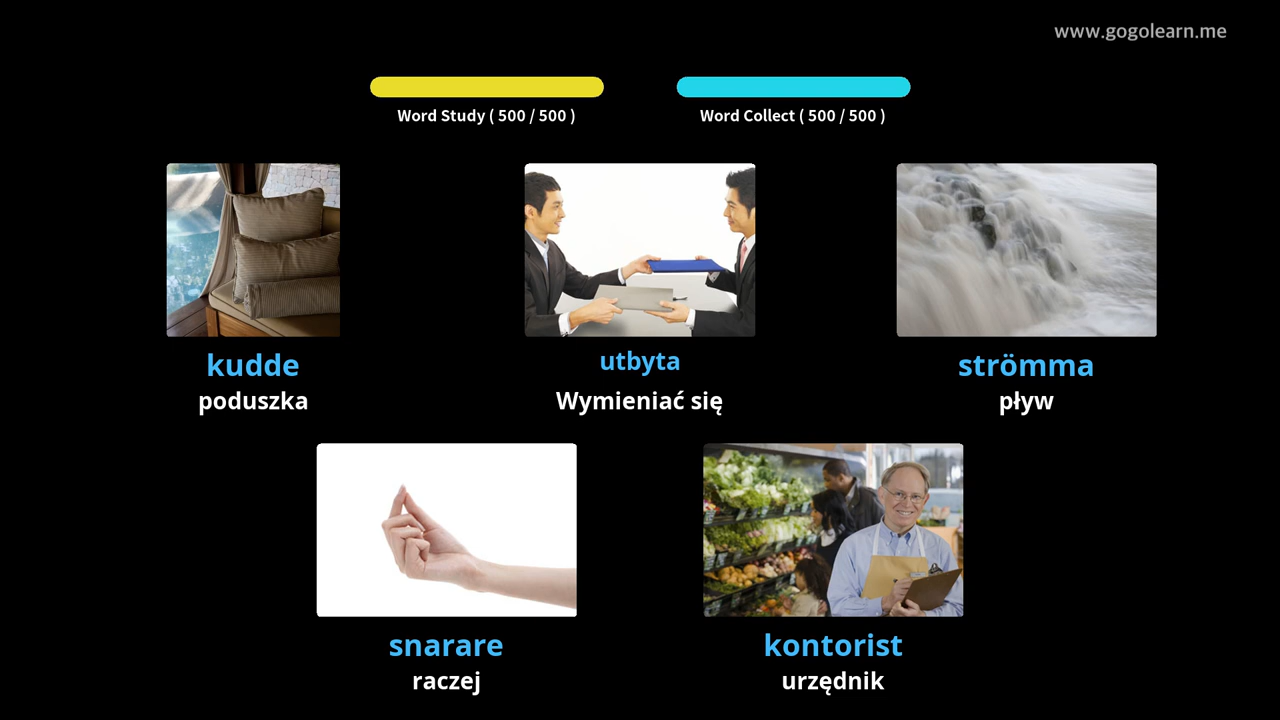 www.gogolearn.me
Word Study ( 500 / 500 )
Word Collect ( 500 / 500 )
kudde
poduszka
utbyta
Wymieniać się
strömma
pływ
snarare
raczej
kontorist
urzędnik